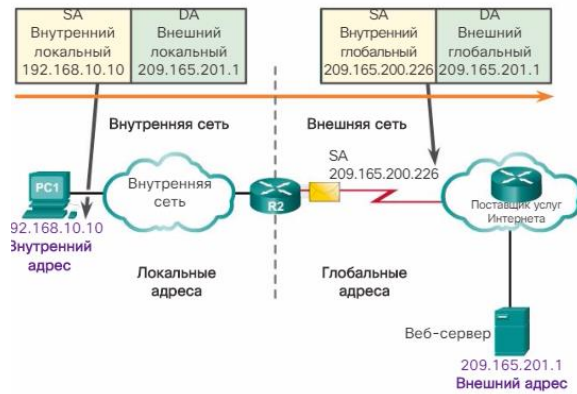 SA
Внутренний
локальный
192.168.10.10
DA
Внешний
локальный
209.165.201.1
SA
Внутренний
глобальный
209.165.200.226
DA
Внешний
глобальный
209.165.201.1
Внутренняя сеть
Внешняя сеть
SA
209.165.200.226
PC1
Внутренняя
сеть
R2
Поставщик услуг
Интернета
92.168.10.10
Внутренний
адрес
Локальные
адреса
Глобальные
адреса
Веб-сервер
209.165.201.1
Внешний адрес